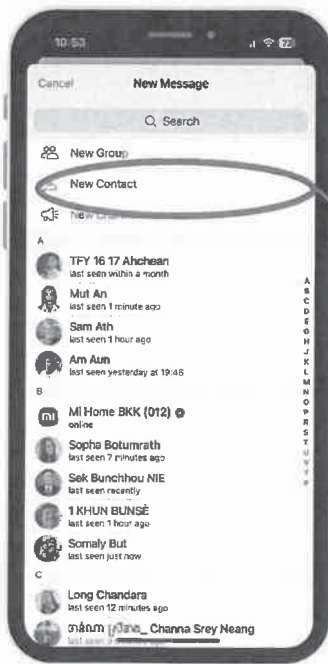 10:53
Cancel
New Message
Search
New Group
New Contact
New
A
TFY 16 17 Ahchean
last seen within a month
Mut An
last seen 1 minute ago
Sam Ath
last seen 1 hour ago
Am Aun
last seen yesterday at 19:46
B
Mi Home BKK (012)
online
Sopha Botumrath
last seen 7 minutes ago
Sek Bunchhou NIE
last seen recently
1 KHUN BUNSÈ
last seen 1 hour ago
Somaly But
last seen just now
C
Long Chandara
last seen 12 minutes ago
Channa Srey Neang
last seen
A
B
C
D
E
F
G
H
J
K
L
M
N
O
P
R
S
T
U
V
Y